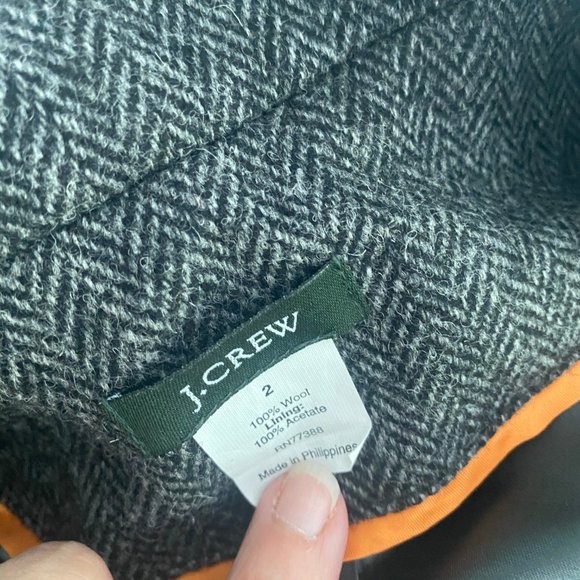 J.CREW
2
100% Wool
Lining:
100% Acetate
RN77388
Made in Philippines